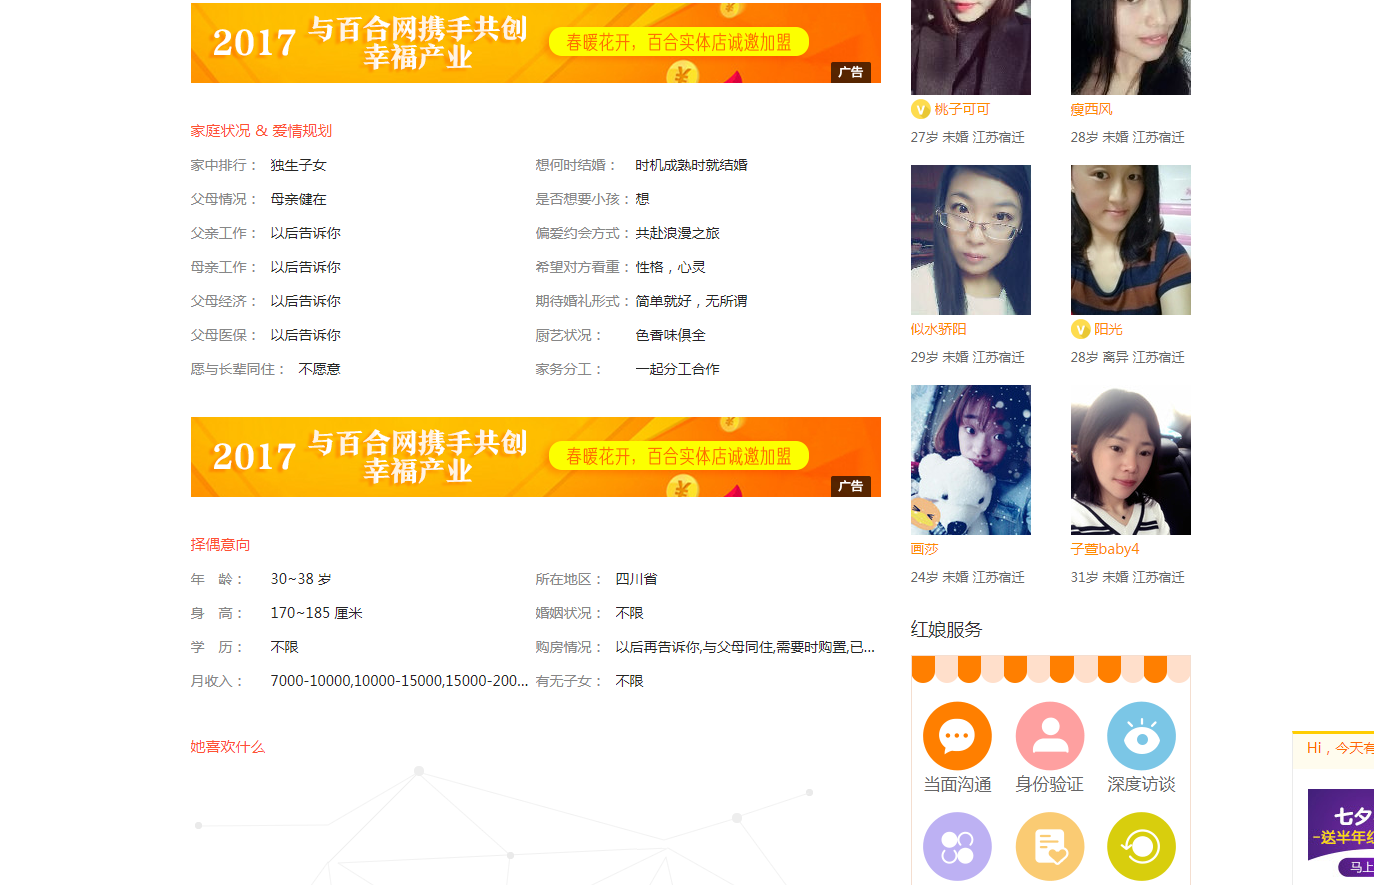 2017 与百合网携手共创
幸福产业
春暖花开，百合实体店诚邀加盟
广告
家庭状况 & 爱情规划
家中排行： 独生子女 想何时结婚： 时机成熟时就结婚
父母情况： 母亲健在 是否想要小孩： 想
父亲工作： 以后告诉你 偏爱约会方式： 共赴浪漫之旅
母亲工作： 以后告诉你 希望对方看重： 性格，心灵
父母经济： 以后告诉你 期待婚礼形式： 简单就好，无所谓
父母医保： 以后告诉你 厨艺状况： 色香味俱全
愿与长辈同住： 不愿意 家务分工： 一起分工合作
2017 与百合网携手共创
幸福产业
春暖花开，百合实体店诚邀加盟
广告
择偶意向
年 龄： 30~38 岁 所在地区： 四川省
身 高： 170~185 厘米 婚姻状况： 不限
学 历： 不限 购房情况： 以后再告诉你,与父母同住,需要时购置,已...
月收入： 7000-10000,10000-15000,15000-200... 有无子女： 不限
她喜欢什么
V 桃子可可 瘦西风
27岁 未婚 江苏宿迁 28岁 未婚 江苏宿迁
似水骄阳 V 阳光
29岁 未婚 江苏宿迁 28岁 离异 江苏宿迁
画莎 子萱baby4
24岁 未婚 江苏宿迁 31岁 未婚 江苏宿迁
红娘服务
当面沟通 身份验证 深度访谈
Hi，今天有
七夕
-送半年红
马上